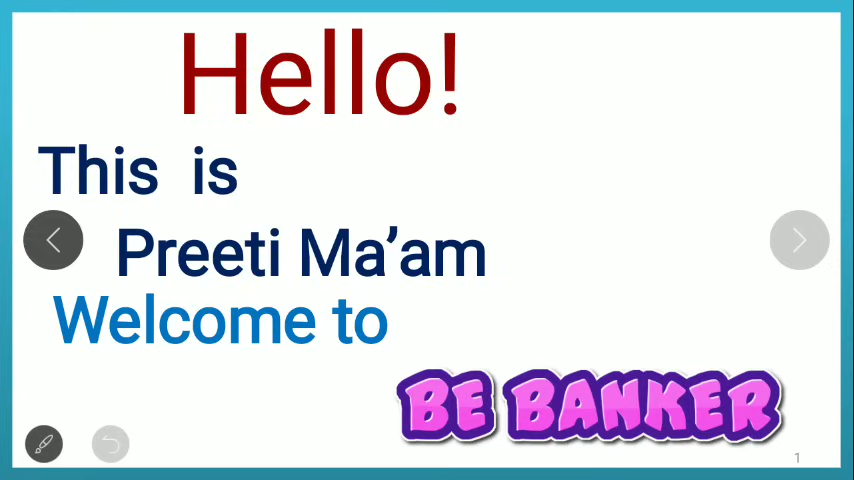 Hello!
This is
Preeti Ma’am
Welcome to
BE BANKER
1